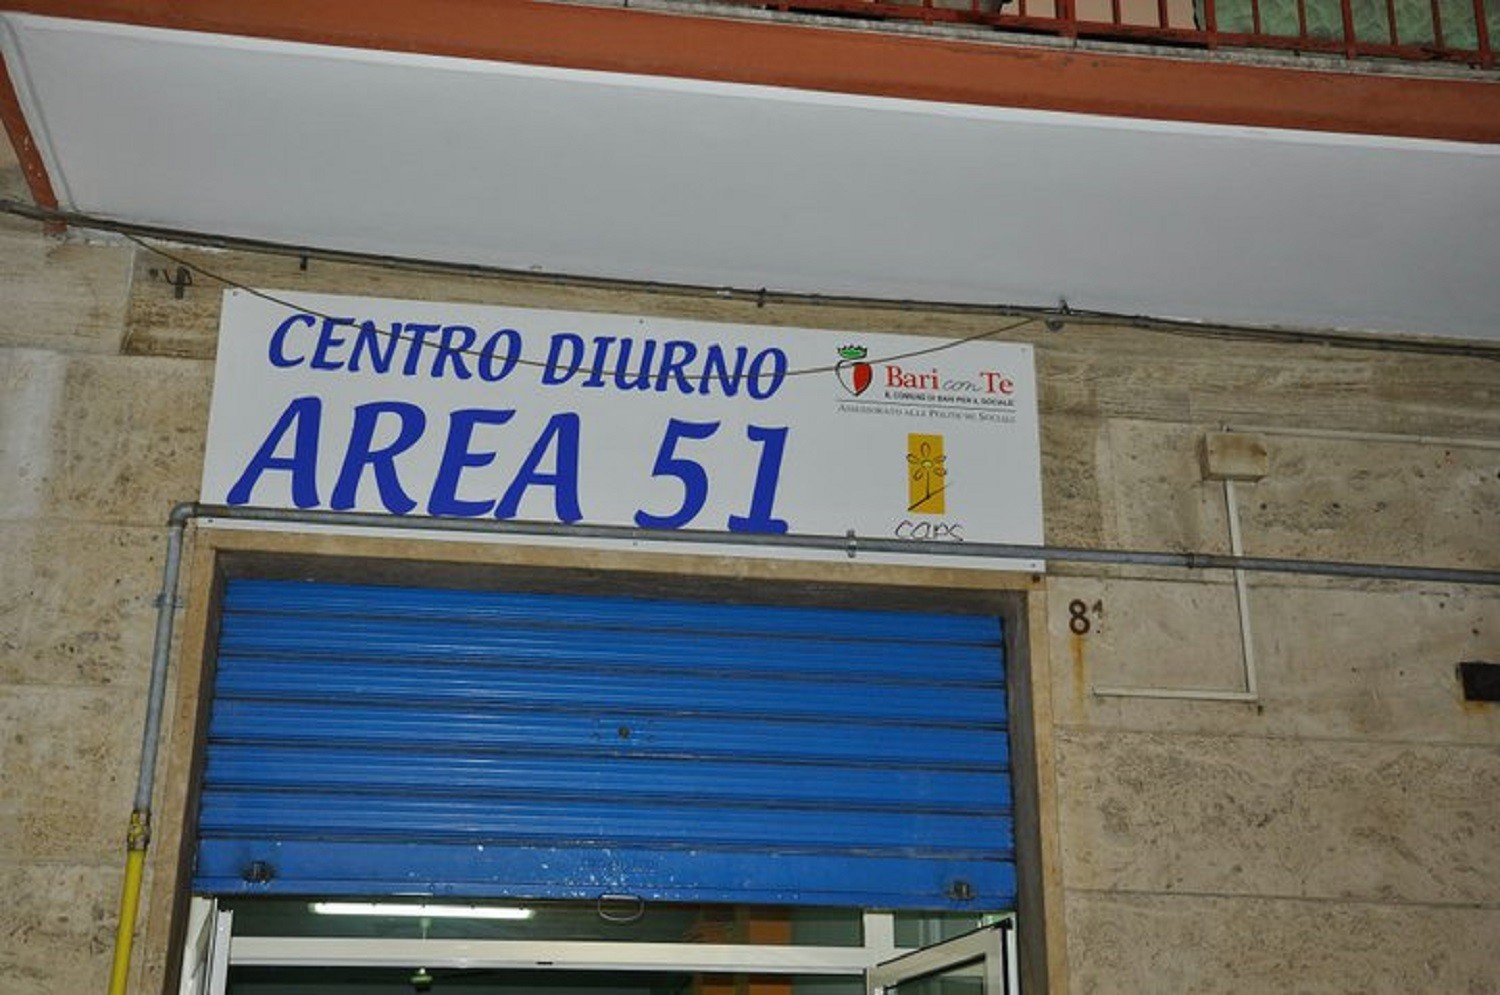 CENTRO DIURNO
AREA 51
Bari con Te
IL COMUNE DI BARI PER IL SOCIALE
ASSESSORATO ALLE POLITICHE SOCIALI
caps
8